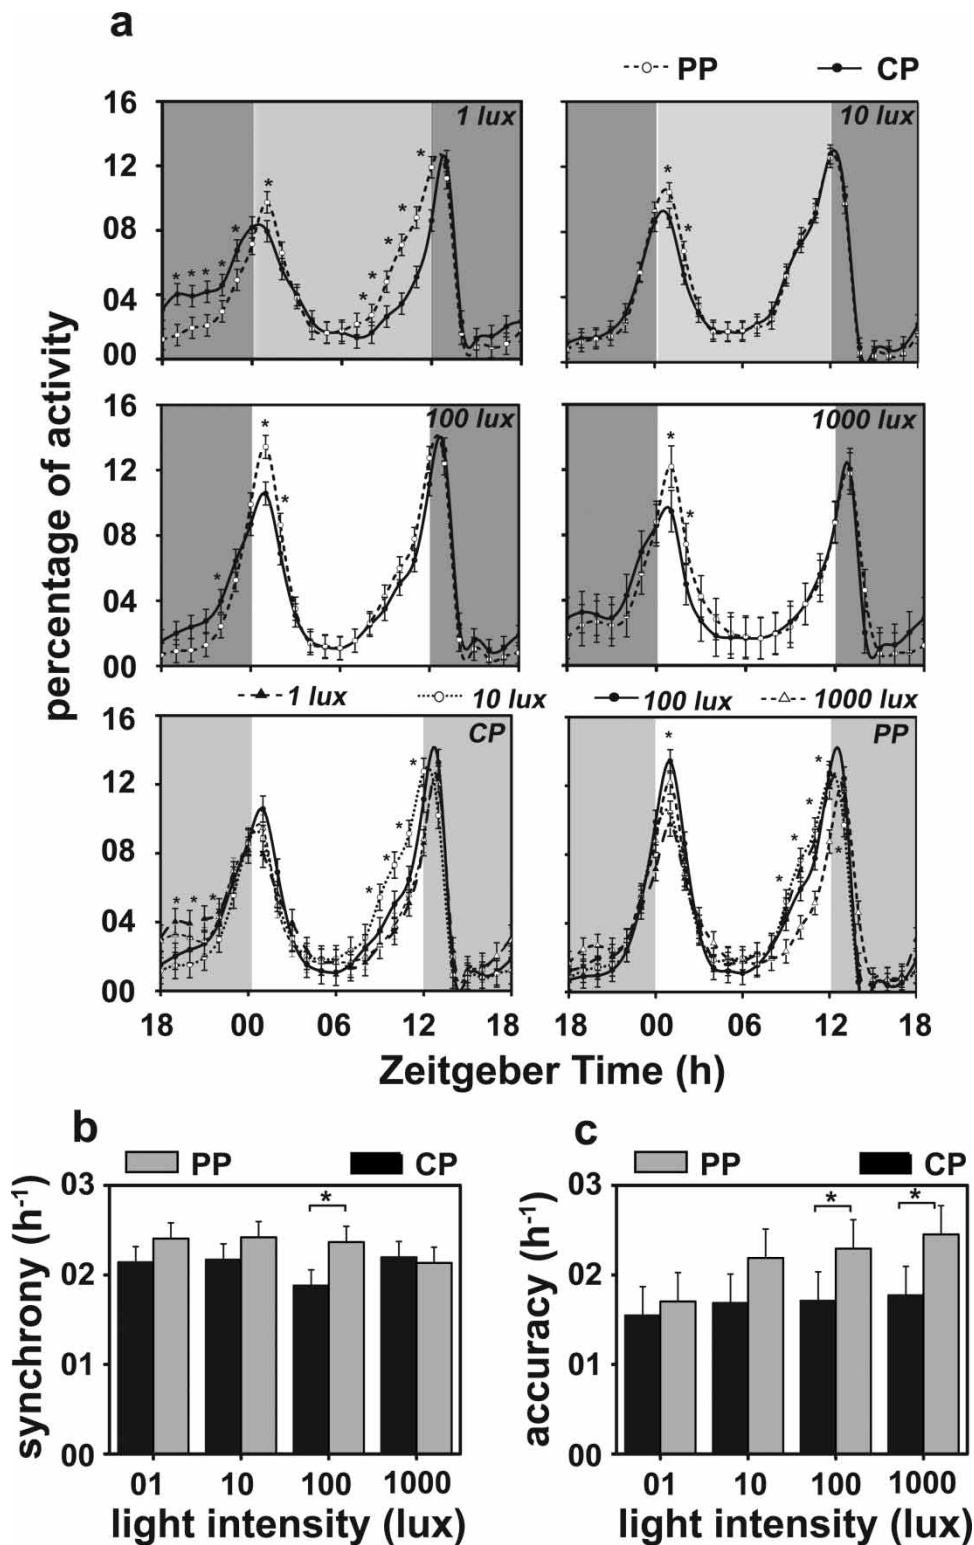 a
PP CP
16 1 lux 10 lux
12
08
04
00
16 100 lux 1000 lux
12
08
04
00
1 lux 10 lux 100 lux 1000 lux
16 CP PP
12
08
04
00
18 00 06 12 18 18 00 06 12 18
percentage of activity
Zeitgeber Time (h)
b c
PP CP PP CP
03 * 03 * *
02 02
01 01
00 00
synchrony (h-1) accuracy (h-1)
01 10 100 1000 01 10 100 1000
light intensity (lux) light intensity (lux)